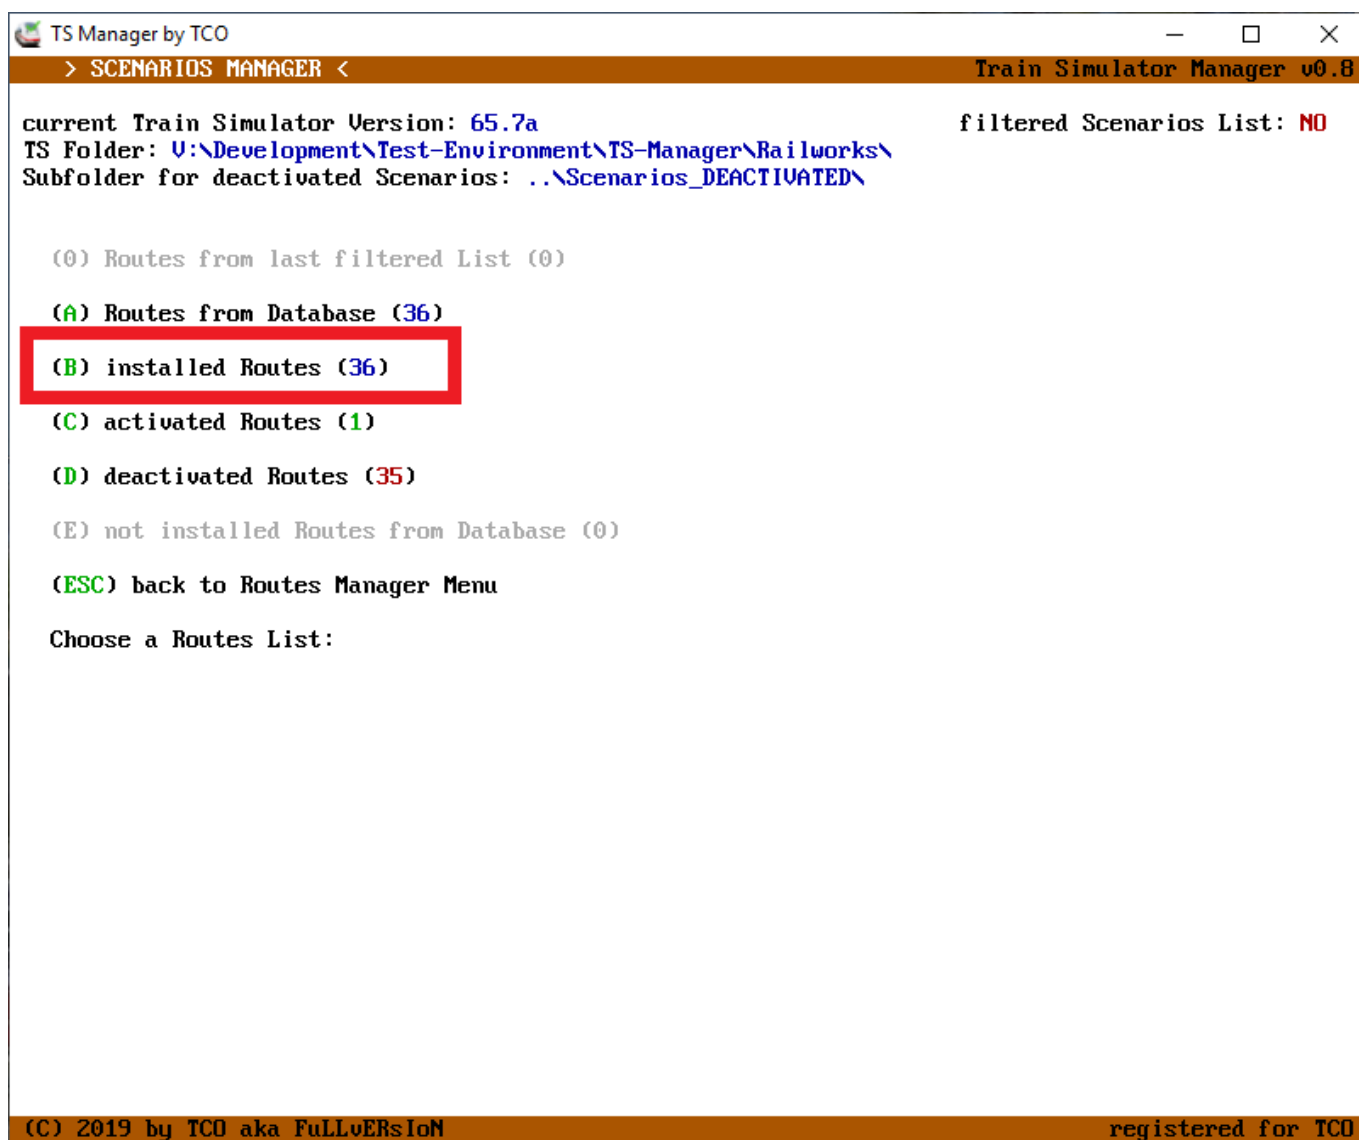 TS Manager by TCO
> SCENARIOS MANAGER < Train Simulator Manager v0.8
current Train Simulator Version: 65.7a filtered Scenarios List: NO
TS Folder: V:\Development\Test-Environment\TS-Manager\Railworks\
Subfolder for deactivated Scenarios: ..\Scenarios_DEACTIVATED\
(0) Routes from last filtered List (0)
(A) Routes from Database (36)
(B) installed Routes (36)
(C) activated Routes (1)
(D) deactivated Routes (35)
(E) not installed Routes from Database (0)
(ESC) back to Routes Manager Menu
Choose a Routes List:
(C) 2019 by TCO aka FuLLvERsIoN registered for TCO